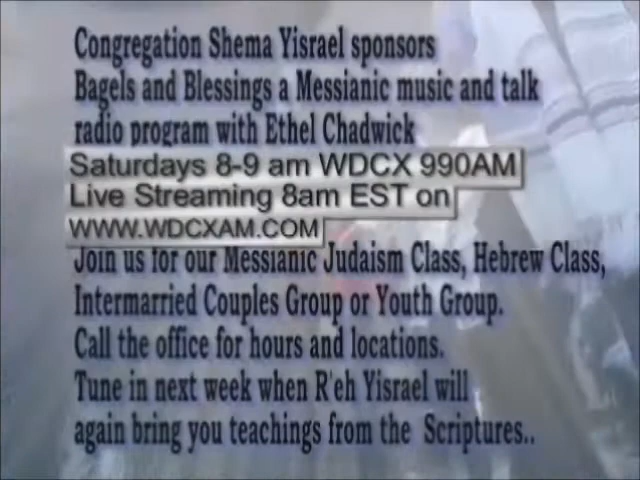 Congregation Shema Yisrael sponsors
Bagels and Blessings a Messianic music and talk
radio program with Ethel Chadwick
Saturdays 8-9 am WDCX 990AM
Live Streaming 8am EST on
WWW.WDCXAM.COM
Join us for our Messianic Judaism Class, Hebrew Class,
Intermarried Couples Group or Youth Group.
Call the office for hours and locations.
Tune in next week when R'eh Yisrael will
again bring you teachings from the Scriptures..